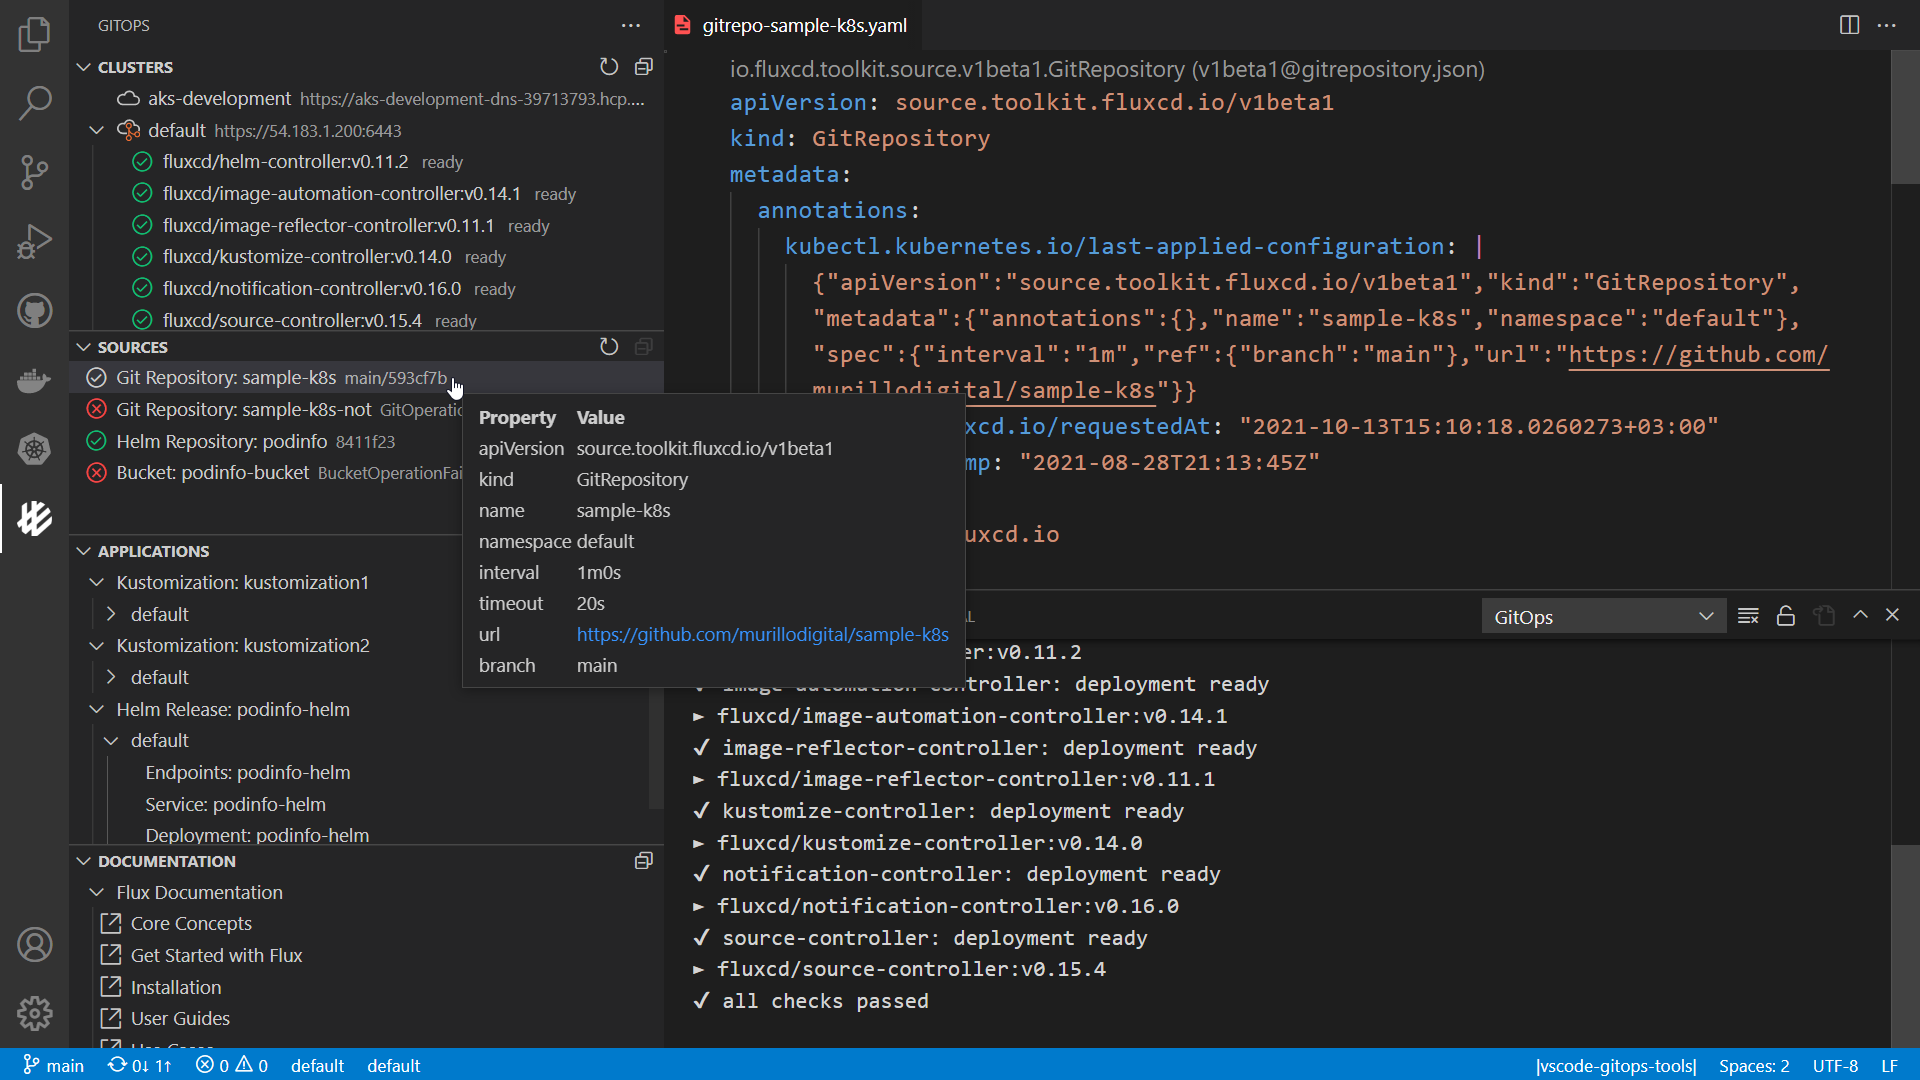 GITOPS
CLUSTERS
aks-development https://aks-development-dns-39713793.hcp....
default https://54.183.1.200:6443
fluxcd/helm-controller:v0.11.2 ready
fluxcd/image-automation-controller:v0.14.1 ready
fluxcd/image-reflector-controller:v0.11.1 ready
fluxcd/kustomize-controller:v0.14.0 ready
fluxcd/notification-controller:v0.16.0 ready
fluxcd/source-controller:v0.15.4 ready
SOURCES
Git Repository: sample-k8s main/593cf7b
Git Repository: sample-k8s-not GitOperatic
Helm Repository: podinfo 8411f23
Bucket: podinfo-bucket BucketOperationFai
APPLICATIONS
Kustomization: kustomization1
default
Kustomization: kustomization2
default
Helm Release: podinfo-helm
default
Endpoints: podinfo-helm
Service: podinfo-helm
Deployment: podinfo-helm
DOCUMENTATION
Flux Documentation
Core Concepts
Get Started with Flux
Installation
User Guides
gitrepo-sample-k8s.yaml
io.fluxcd.toolkit.source.v1beta1.GitRepository (v1beta1@gitrepository.json)
apiVersion: source.toolkit.fluxcd.io/v1beta1
kind: GitRepository
metadata:
annotations:
kubectl.kubernetes.io/last-applied-configuration: |
{"apiVersion":"source.toolkit.fluxcd.io/v1beta1","kind":"GitRepository",
"metadata":{"annotations":{},"name":"sample-k8s","namespace":"default"},
"spec":{"interval":"1m","ref":{"branch":"main"},"url":"https://github.com/
murillodigital/sample-k8s"}}
xcd.io/requestedAt: "2021-10-13T15:10:18.0260273+03:00"
mp: "2021-08-28T21:13:45Z"
uxcd.io
Property Value
apiVersion source.toolkit.fluxcd.io/v1beta1
kind GitRepository
name sample-k8s
namespace default
interval 1m0s
timeout 20s
url https://github.com/murillodigital/sample-k8s
branch main
GitOps
er:v0.11.2
✓ image-automation-controller: deployment ready
► fluxcd/image-automation-controller:v0.14.1
✓ image-reflector-controller: deployment ready
► fluxcd/image-reflector-controller:v0.11.1
✓ kustomize-controller: deployment ready
► fluxcd/kustomize-controller:v0.14.0
✓ notification-controller: deployment ready
► fluxcd/notification-controller:v0.16.0
✓ source-controller: deployment ready
► fluxcd/source-controller:v0.15.4
✓ all checks passed
main 0↓ 1↑ 0 0 default default |vscode-gitops-tools| Spaces: 2 UTF-8 LF